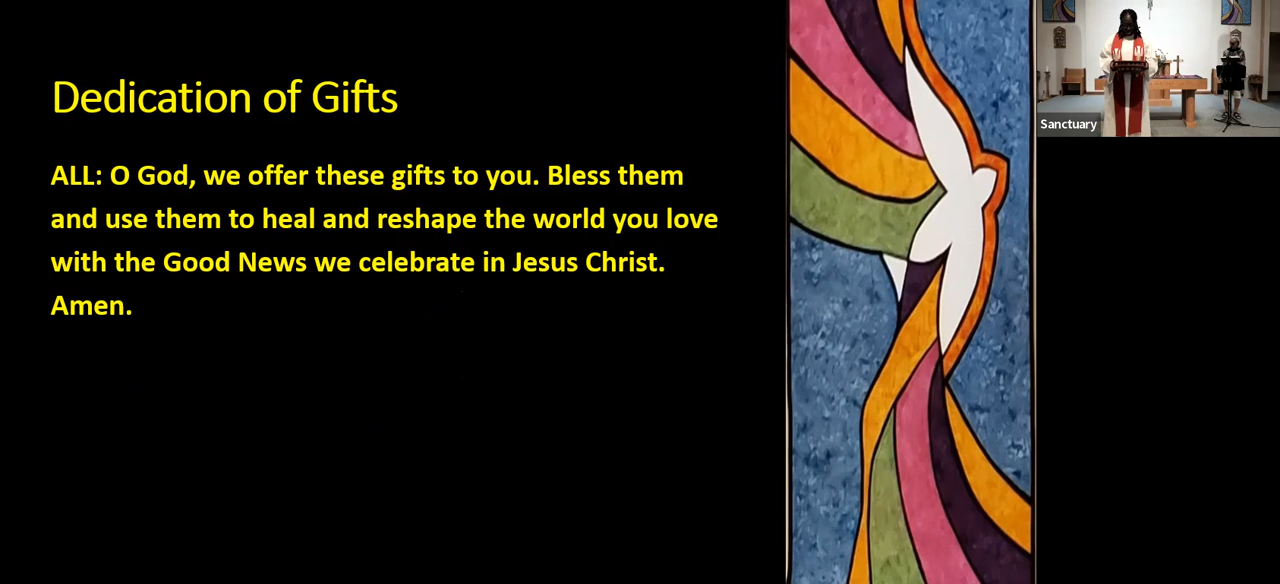 Dedication of Gifts
ALL: O God, we offer these gifts to you. Bless them
and use them to heal and reshape the world you love
with the Good News we celebrate in Jesus Christ.
Amen.
Sanctuary